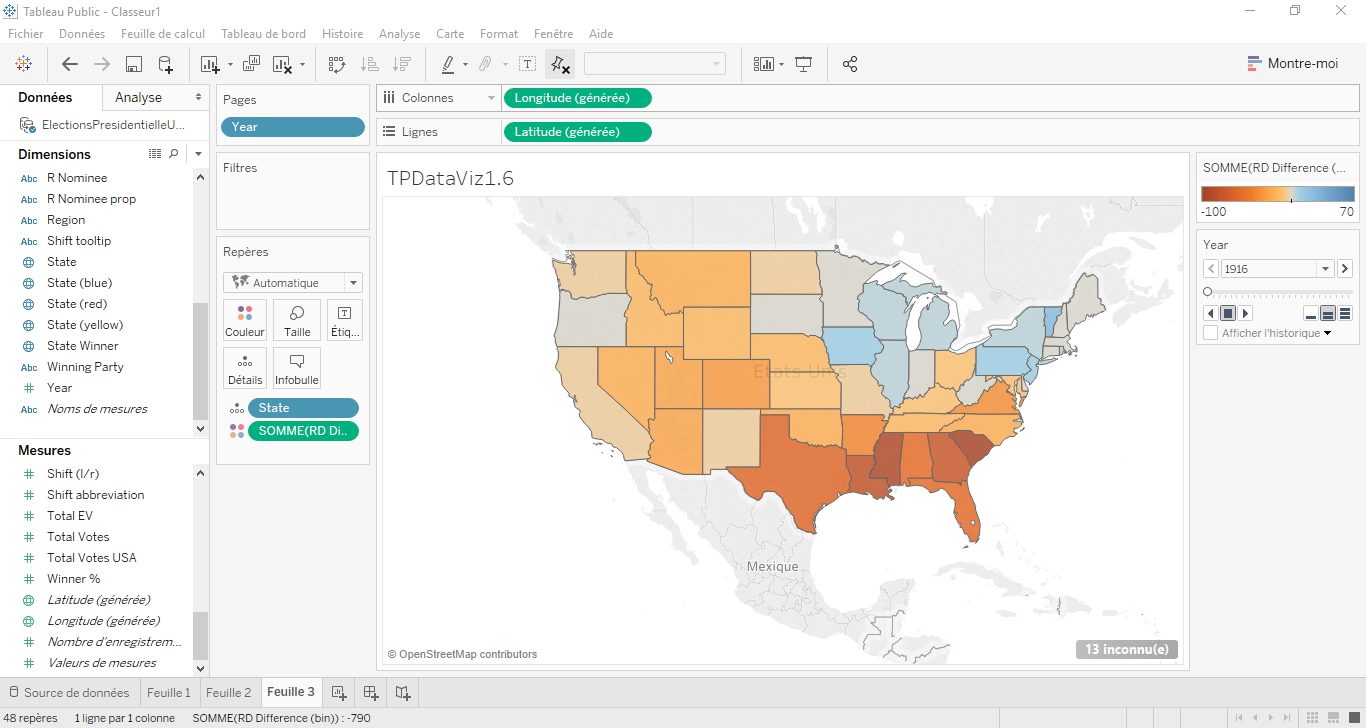 Tableau Public - Classeur1
Fichier Données Feuille de calcul Tableau de bord Histoire Analyse Carte Format Fenêtre Aide
Montre-moi
Données Analyse
ElectionsPresidentielleU...
Dimensions
Abc R Nominee
Abc R Nominee prop
Abc Region
Abc Shift tooltip
State
State (blue)
State (red)
State (yellow)
State Winner
Abc Winning Party
Year
Abc Noms de mesures
Mesures
Shift (l/r)
Shift abbreviation
Total EV
Total Votes
Total Votes USA
Winner %
Latitude (générée)
Longitude (générée)
Nombre d'enregistrem...
Valeurs de mesures
Pages
Year
Filtres
Repères
Automatique
Couleur Taille Étiq...
Détails Infobulle
State
SOMME(RD Di..
Colonnes Longitude (générée)
Lignes Latitude (générée)
TPDataViz1.6
Etats-Unis
Mexique
© OpenStreetMap contributors
13 inconnu(e)
SOMME(RD Difference (...
-100 70
Year
1916
Afficher l'historique
Source de données Feuille 1 Feuille 2 Feuille 3
48 repères 1 ligne par 1 colonne SOMME(RD Difference (bin)) : -790